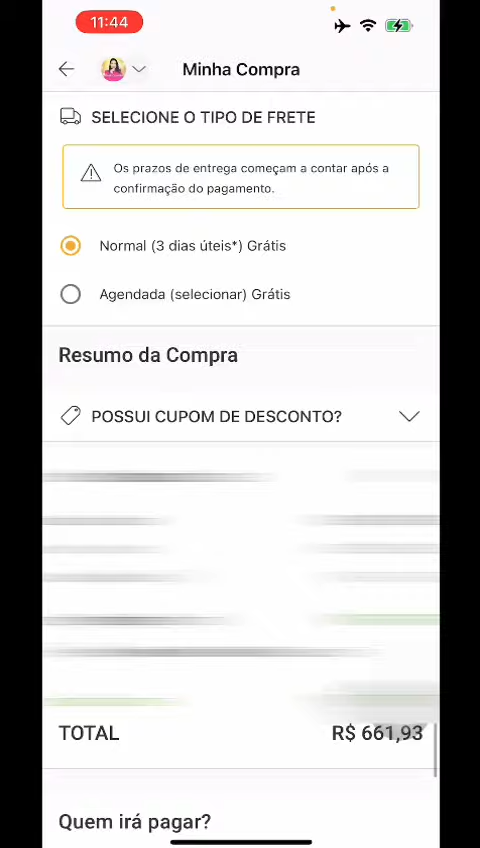 11:44
Minha Compra
SELECIONE O TIPO DE FRETE
Os prazos de entrega começam a contar após a
confirmação do pagamento.
Normal (3 dias úteis*) Grátis
Agendada (selecionar) Grátis
Resumo da Compra
POSSUI CUPOM DE DESCONTO?
TOTAL R$ 661,93
Quem irá pagar?